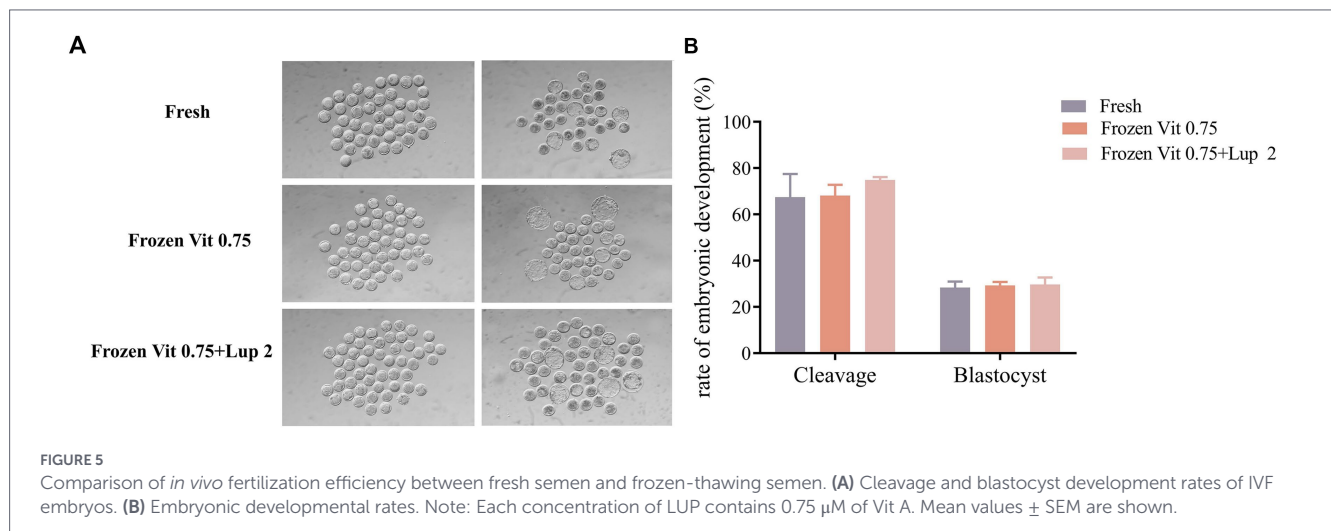 A
Fresh
Frozen Vit 0.75
Frozen Vit 0.75+Lup 2
B
rate of embryonic development (%)
100
80
60
40
20
0
Cleavage
Blastocyst
Fresh
Frozen Vit 0.75
Frozen Vit 0.75+Lup 2
FIGURE 5
Comparison of in vivo fertilization efficiency between fresh semen and frozen-thawing semen. (A) Cleavage and blastocyst development rates of IVF
embryos. (B) Embryonic developmental rates. Note: Each concentration of LUP contains 0.75 μM of Vit A. Mean values ± SEM are shown.